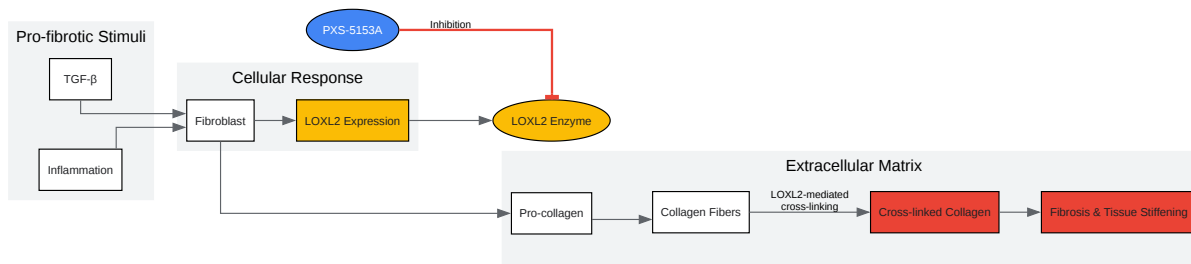 Pro-fibrotic Stimuli
TGF-β
Inflammation
PXS-5153A
Inhibition
Cellular Response
Fibroblast
LOXL2 Expression
LOXL2 Enzyme
Extracellular Matrix
Pro-collagen
Collagen Fibers
LOXL2-mediated
cross-linking
Cross-linked Collagen
Fibrosis & Tissue Stiffening